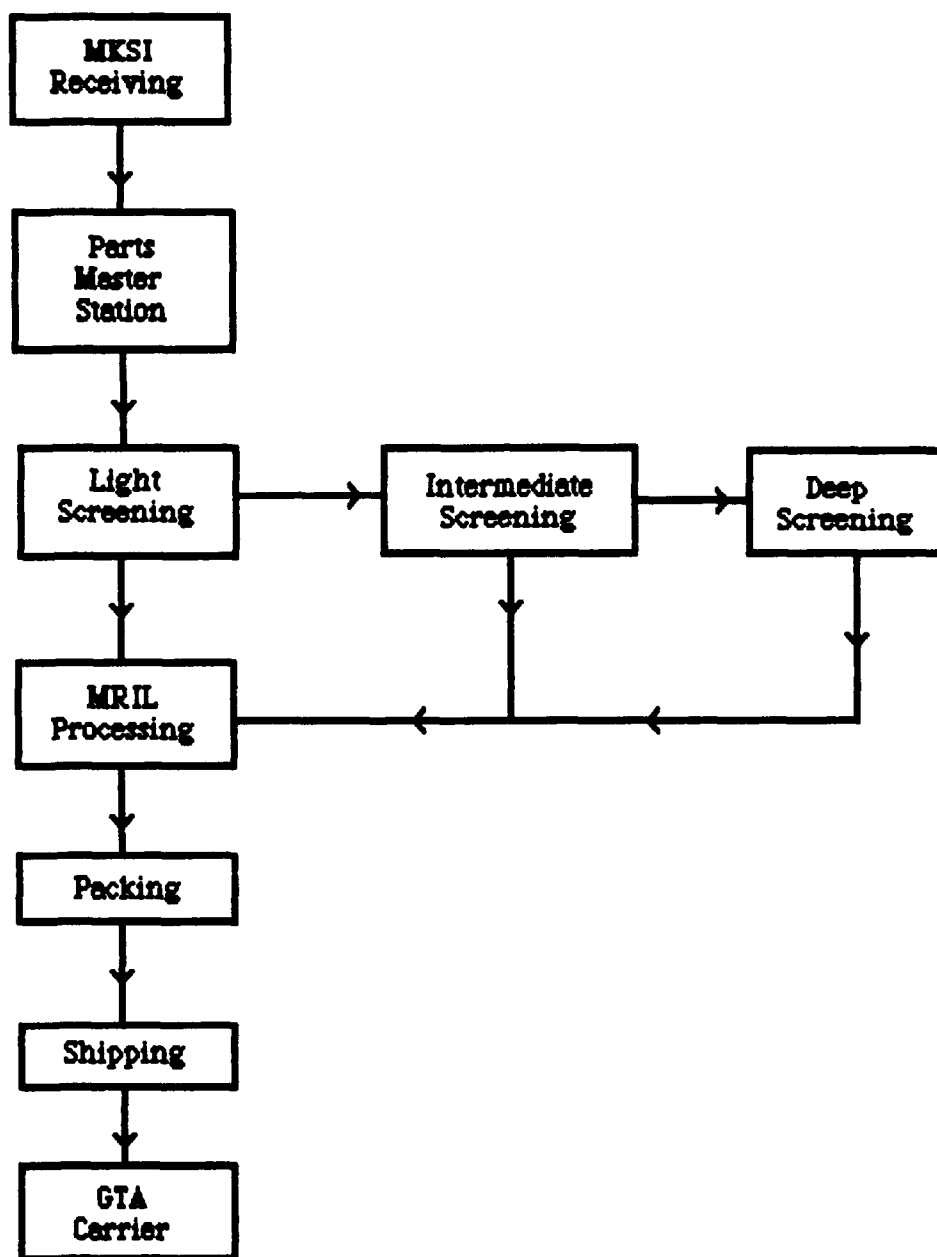 MKSI
Receiving
Parts
Master
Station
Light
Screening
Intermediate
Screening
Deep
Screening
MRIL
Processing
Packing
Shipping
GTA
Carrier